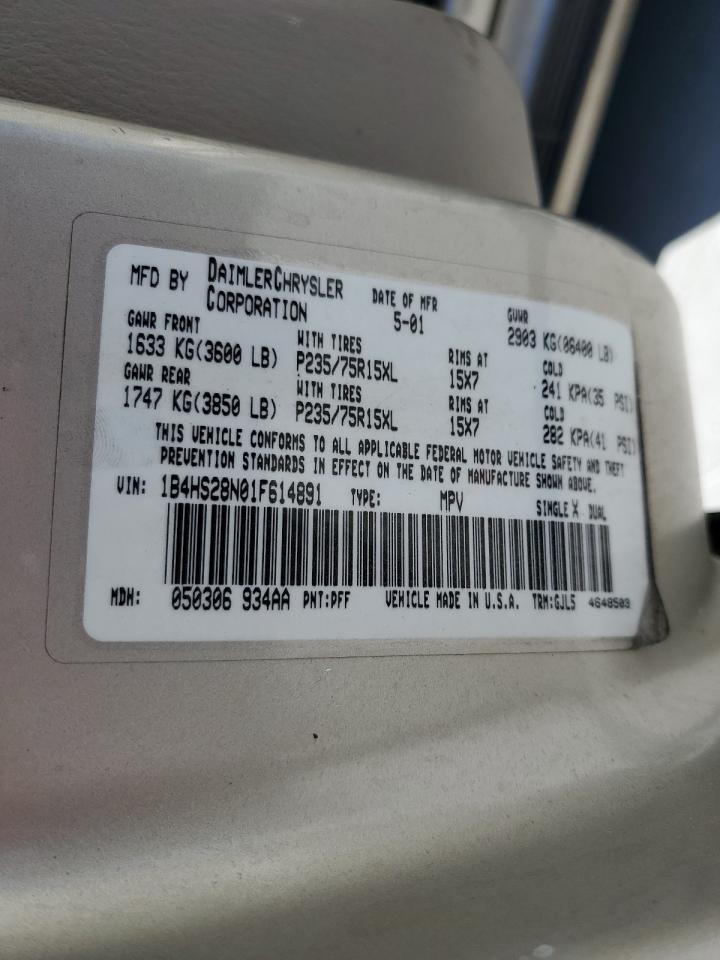 MFD BY DAIMLERCHRYSLER CORPORATION DATE OF MFR 5-01 GVWR 2903 KG(06400 LB)
GAWR FRONT WITH TIRES RIMS AT COLD
1633 KG(3600 LB) P235/75R15XL 15X7 241 KPA(35 PSI)
GAWR REAR WITH TIRES RIMS AT COLD
1747 KG(3850 LB) P235/75R15XL 15X7 282 KPA(41 PSI)
THIS VEHICLE CONFORMS TO ALL APPLICABLE FEDERAL MOTOR VEHICLE SAFETY AND THEFT
PREVENTION STANDARDS IN EFFECT ON THE DATE OF MANUFACTURE SHOWN ABOVE.
VIN: 1B4HS28N01F614891 TYPE: MPV SINGLE X DUAL
MDH: 050306 934AA PNT:PFF VEHICLE MADE IN U.S.A. TRM:GJL5 4648503